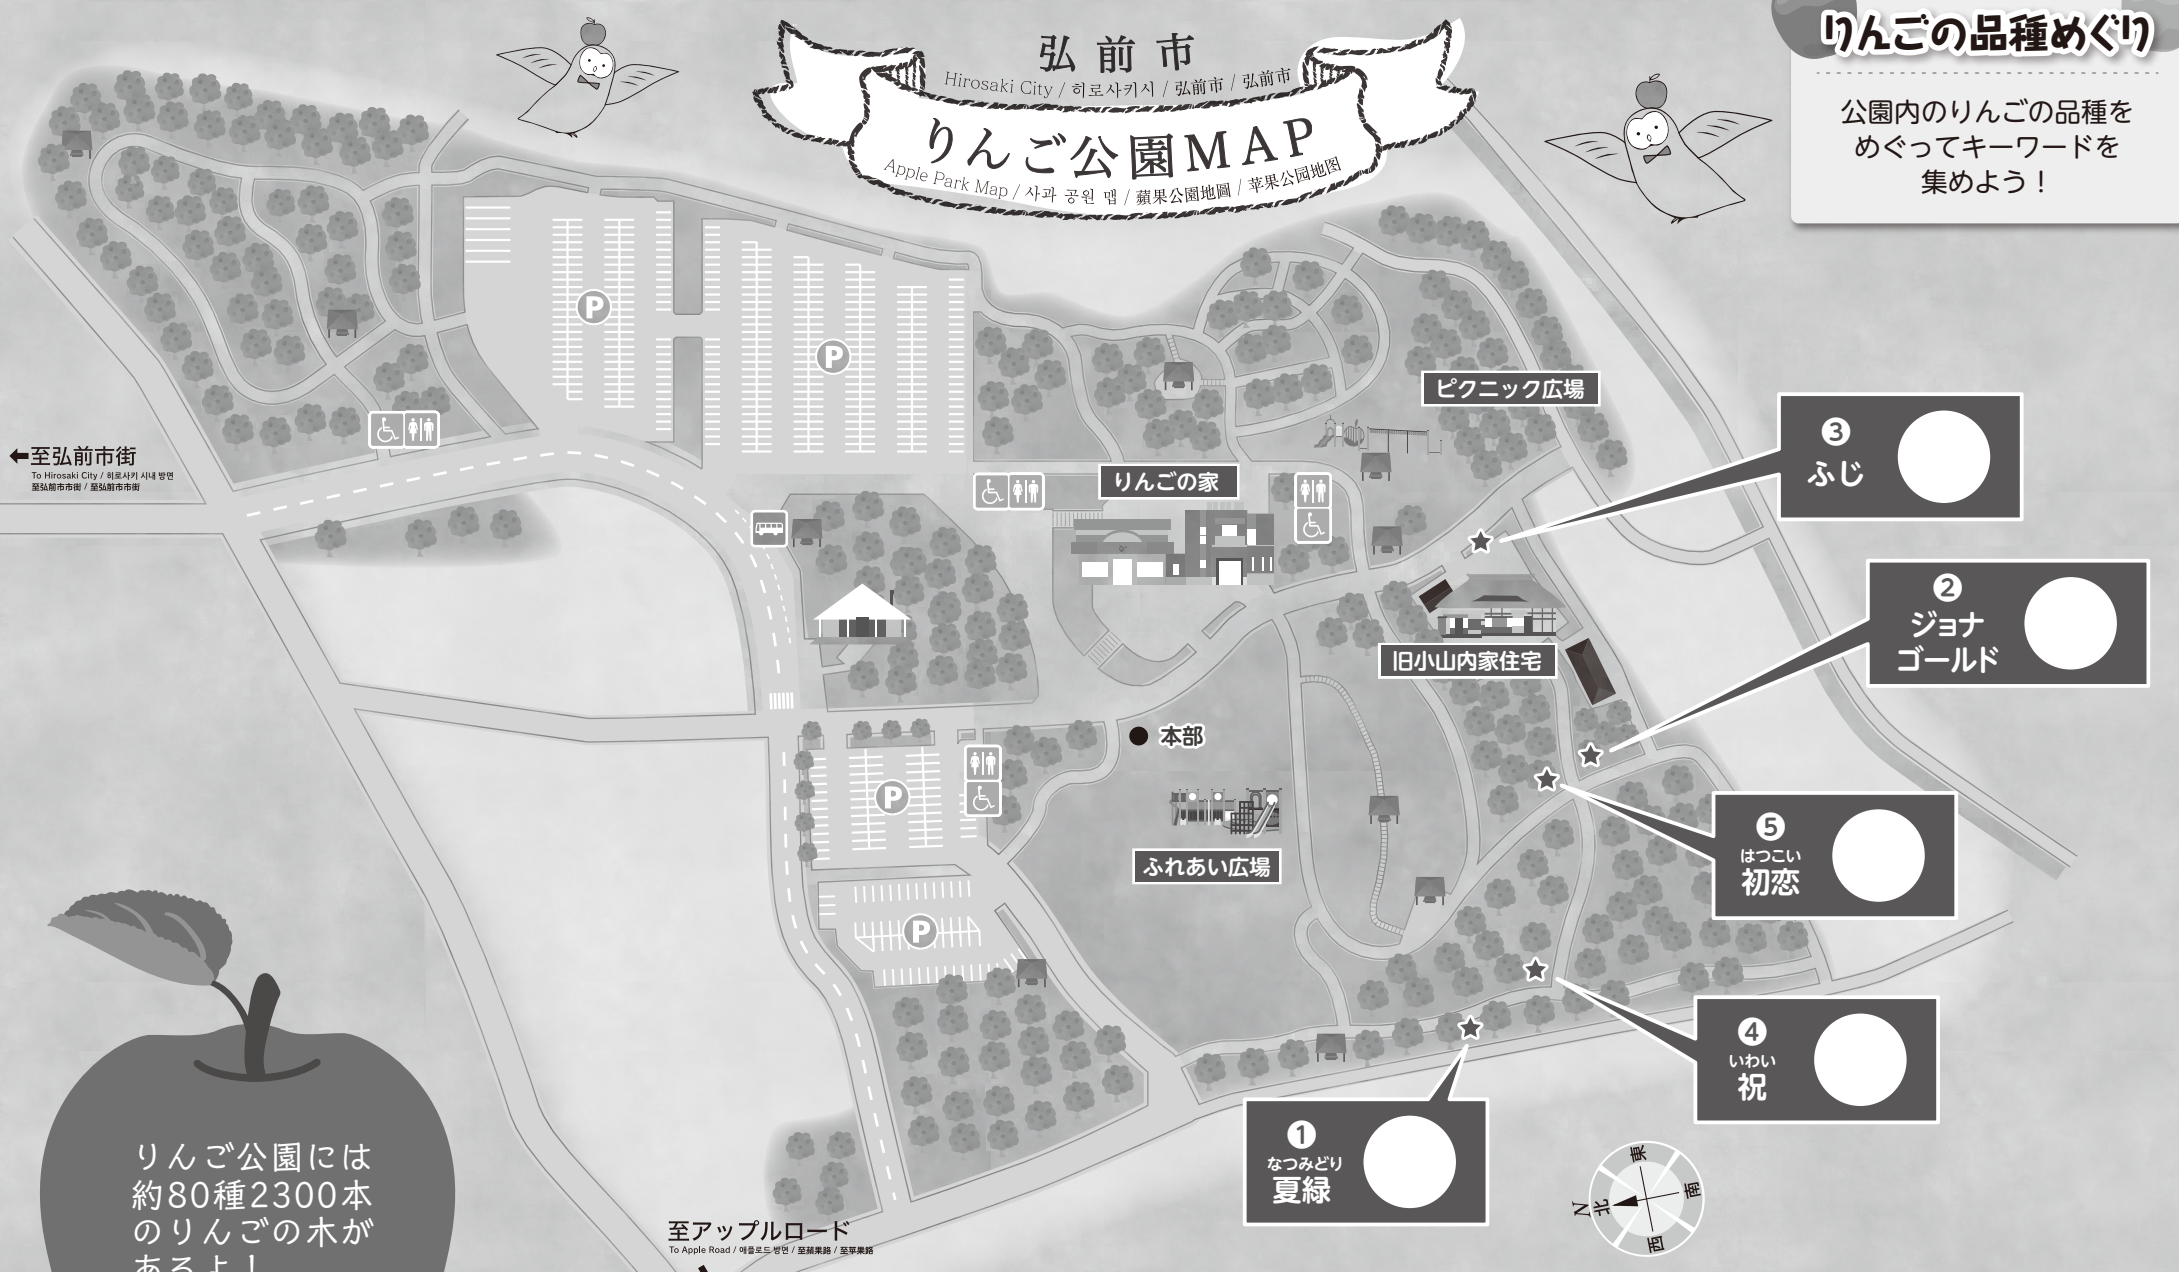 弘前市
Hirosaki City / 히로사키시 / 弘前市 / 弘前市
りんご公園MAP
Apple Park Map / 사과 공원 맵 / 蘋果公園地圖 / 苹果公园地图
りんごの品種めぐり
公園内のりんごの品種を
めぐってキーワードを
集めよう！
P
P
ピクニック広場
❸
ふじ
←至弘前市街
To Hirosaki City / 히로사키 시내 방면
至弘前市市街 / 至弘前市市街
りんごの家
❷
ジョナ
ゴールド
旧小山内家住宅
本部
P
❺
はつこい
初恋
ふれあい広場
P
❹
いわい
祝
❶
なつみどり
夏緑
りんご公園には
約80種2300本
のりんごの木が
あるよ！
東
南
西
北
N
至アップルロード
To Apple Road / 애플로드 방면 / 至蘋果路 / 至苹果路